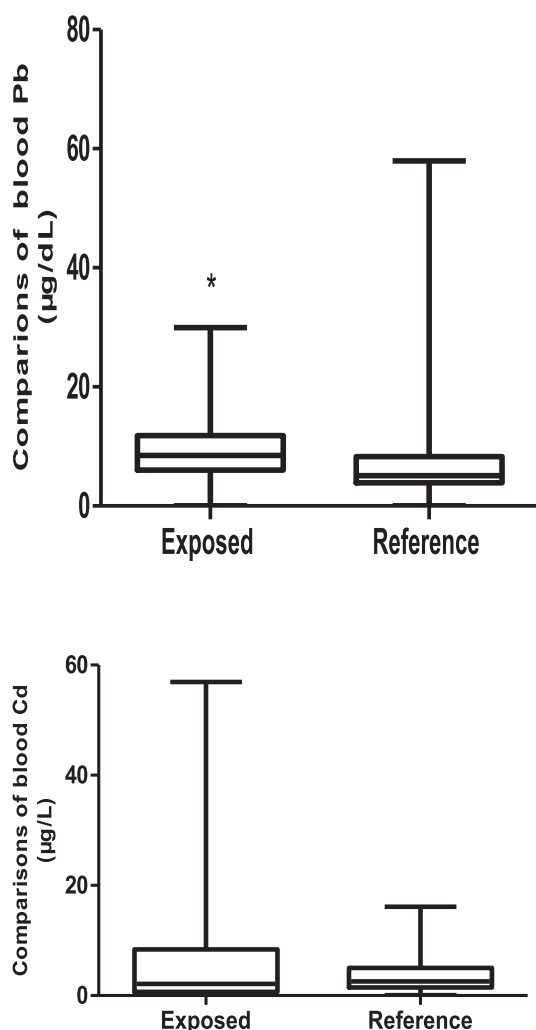 Comparions of blood Pb
(µg/dL)
80
60
40
20
0
*
Exposed Reference
Comparisons of blood Cd
(µg/L)
60
40
20
0
Exposed Reference